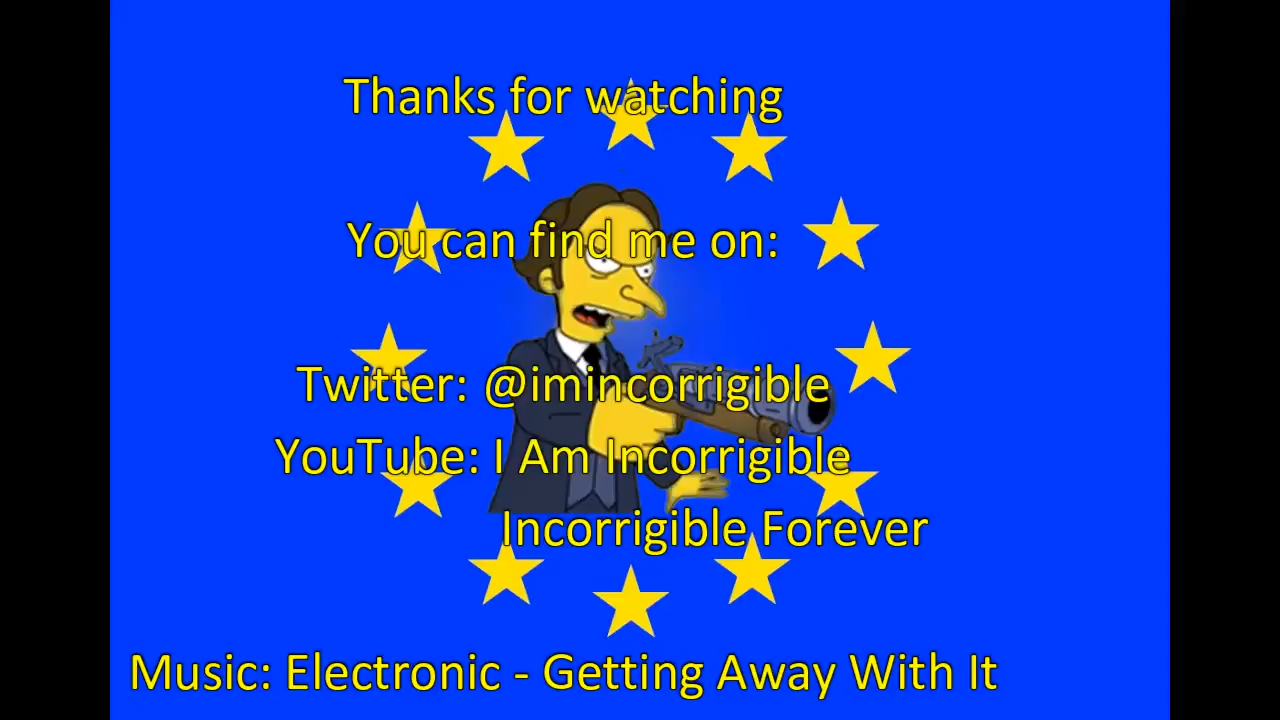 Thanks for watching
You can find me on:
Twitter: @imincorrigible
YouTube: I Am Incorrigible
Incorrigible Forever
Music: Electronic - Getting Away With It